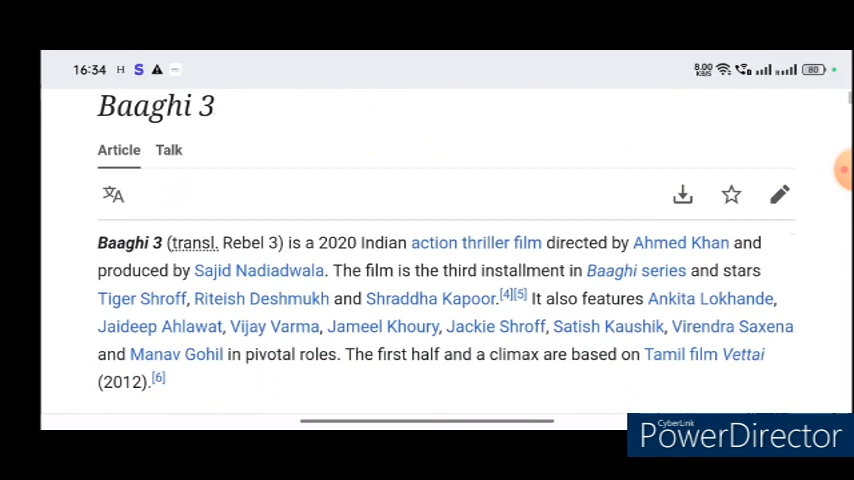 16:34 H S 8.00 KB/S 80
Baaghi 3
Article Talk
Baaghi 3 (transl. Rebel 3) is a 2020 Indian action thriller film directed by Ahmed Khan and
produced by Sajid Nadiadwala. The film is the third installment in Baaghi series and stars
Tiger Shroff, Riteish Deshmukh and Shraddha Kapoor.[4][5] It also features Ankita Lokhande,
Jaideep Ahlawat, Vijay Varma, Jameel Khoury, Jackie Shroff, Satish Kaushik, Virendra Saxena
and Manav Gohil in pivotal roles. The first half and a climax are based on Tamil film Vettai
(2012).[6]
CyberLink
PowerDirector